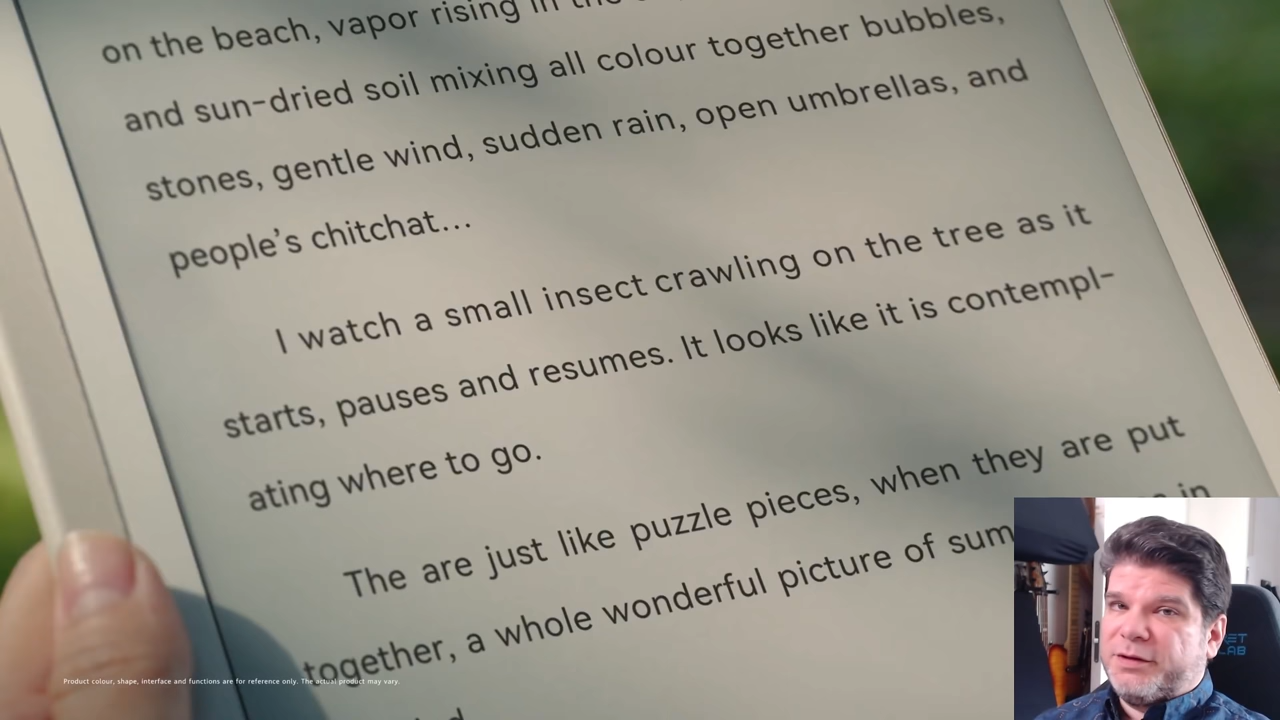 on the beach, vapor rising in the
and sun-dried soil mixing all colour together bubbles,
stones, gentle wind, sudden rain, open umbrellas, and
people's chitchat...
I watch a small insect crawling on the tree as it
starts, pauses and resumes. It looks like it is contempl-
ating where to go.
The are just like puzzle pieces, when they are put
in
together, a whole wonderful picture of sum
Product colour, shape, interface and functions are for reference only. The actual product may vary.